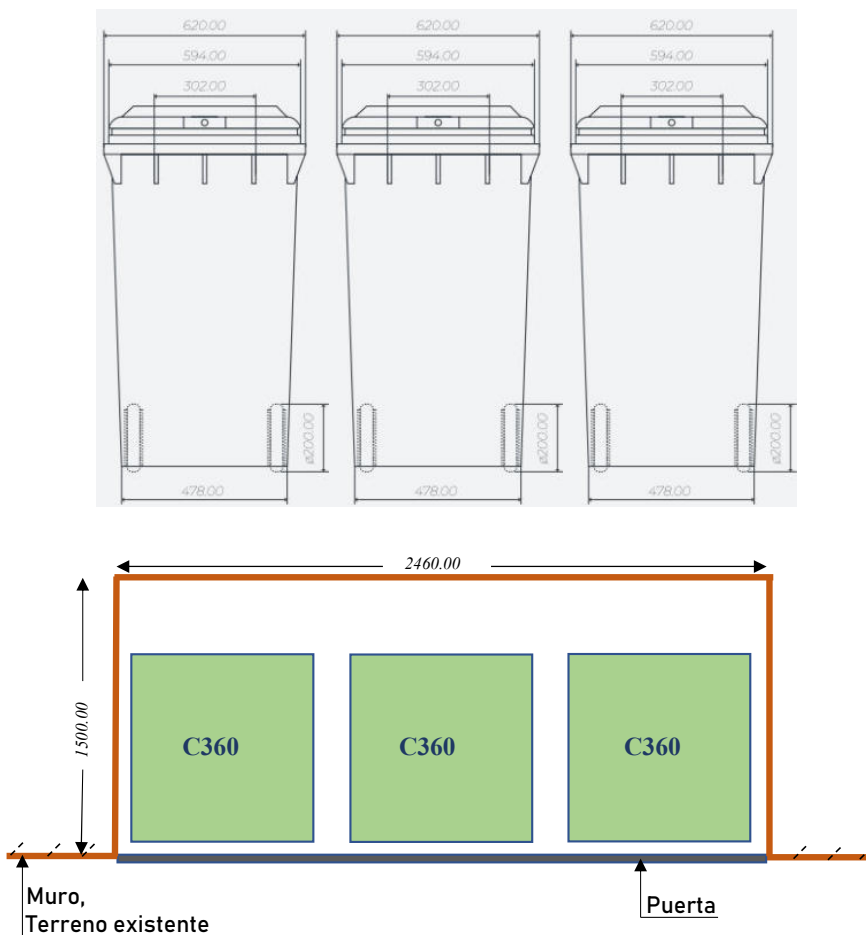 620.00 620.00 620.00
594.00 594.00 594.00
302.00 302.00 302.00
ø200.00 ø200.00 ø200.00
478.00 478.00 478.00
2460.00
1500.00
C360 C360 C360
Muro,
Terreno existente
Puerta